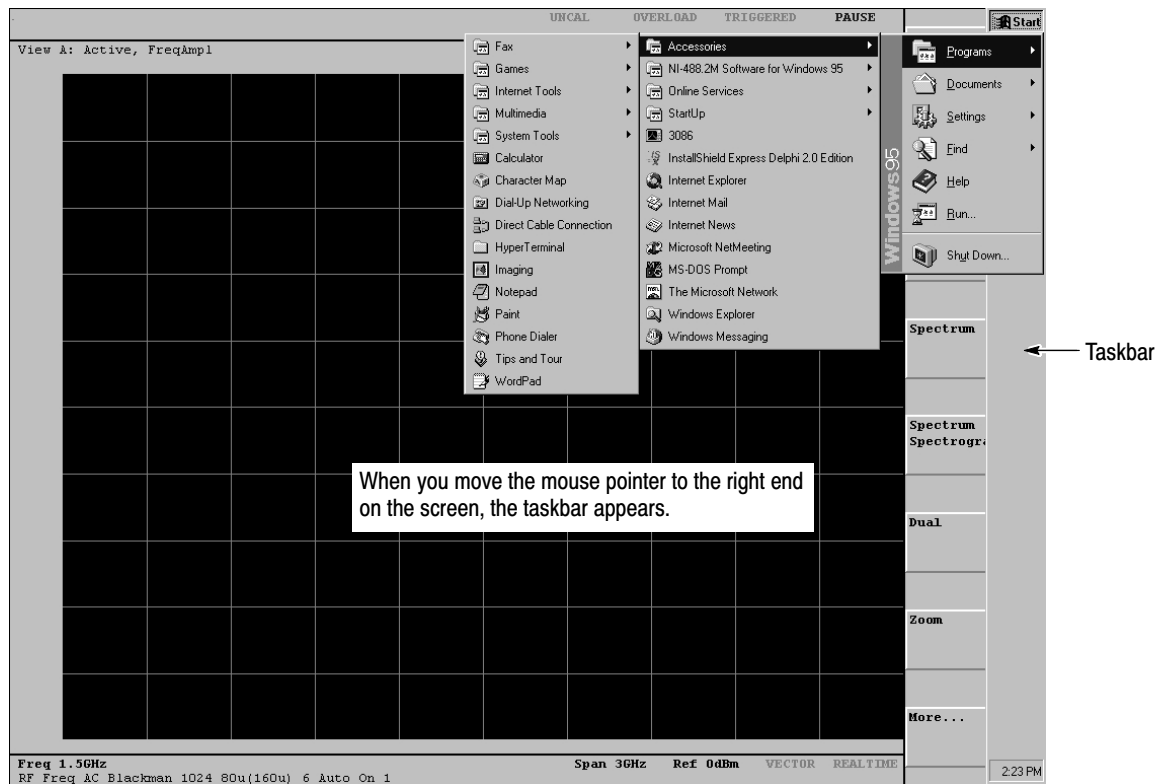 UNCAL OVERLOAD TRIGGERED PAUSE
Start
View A: Active, FreqAmpl
Fax
Games
Internet Tools
Multimedia
System Tools
Calculator
Character Map
Dial-Up Networking
Direct Cable Connection
HyperTerminal
Imaging
Notepad
Paint
Phone Dialer
Tips and Tour
WordPad
Accessories
NI-488.2M Software for Windows 95
Online Services
StartUp
3086
InstallShield Express Delphi 2.0 Edition
Internet Explorer
Internet Mail
Internet News
Microsoft NetMeeting
MS-DOS Prompt
The Microsoft Network
Windows Explorer
Windows Messaging
Windows95
Programs
Documents
Settings
Find
Help
Run...
Shut Down...
Spectrum
Taskbar
Spectrum
Spectrogra
When you move the mouse pointer to the right end
on the screen, the taskbar appears.
Dual
Zoom
More...
Freq 1.5GHz Span 3GHz Ref 0dBm VECTOR REALTIME
RF Freq AC Blackman 1024 80u(160u) 6 Auto On 1
2:23 PM